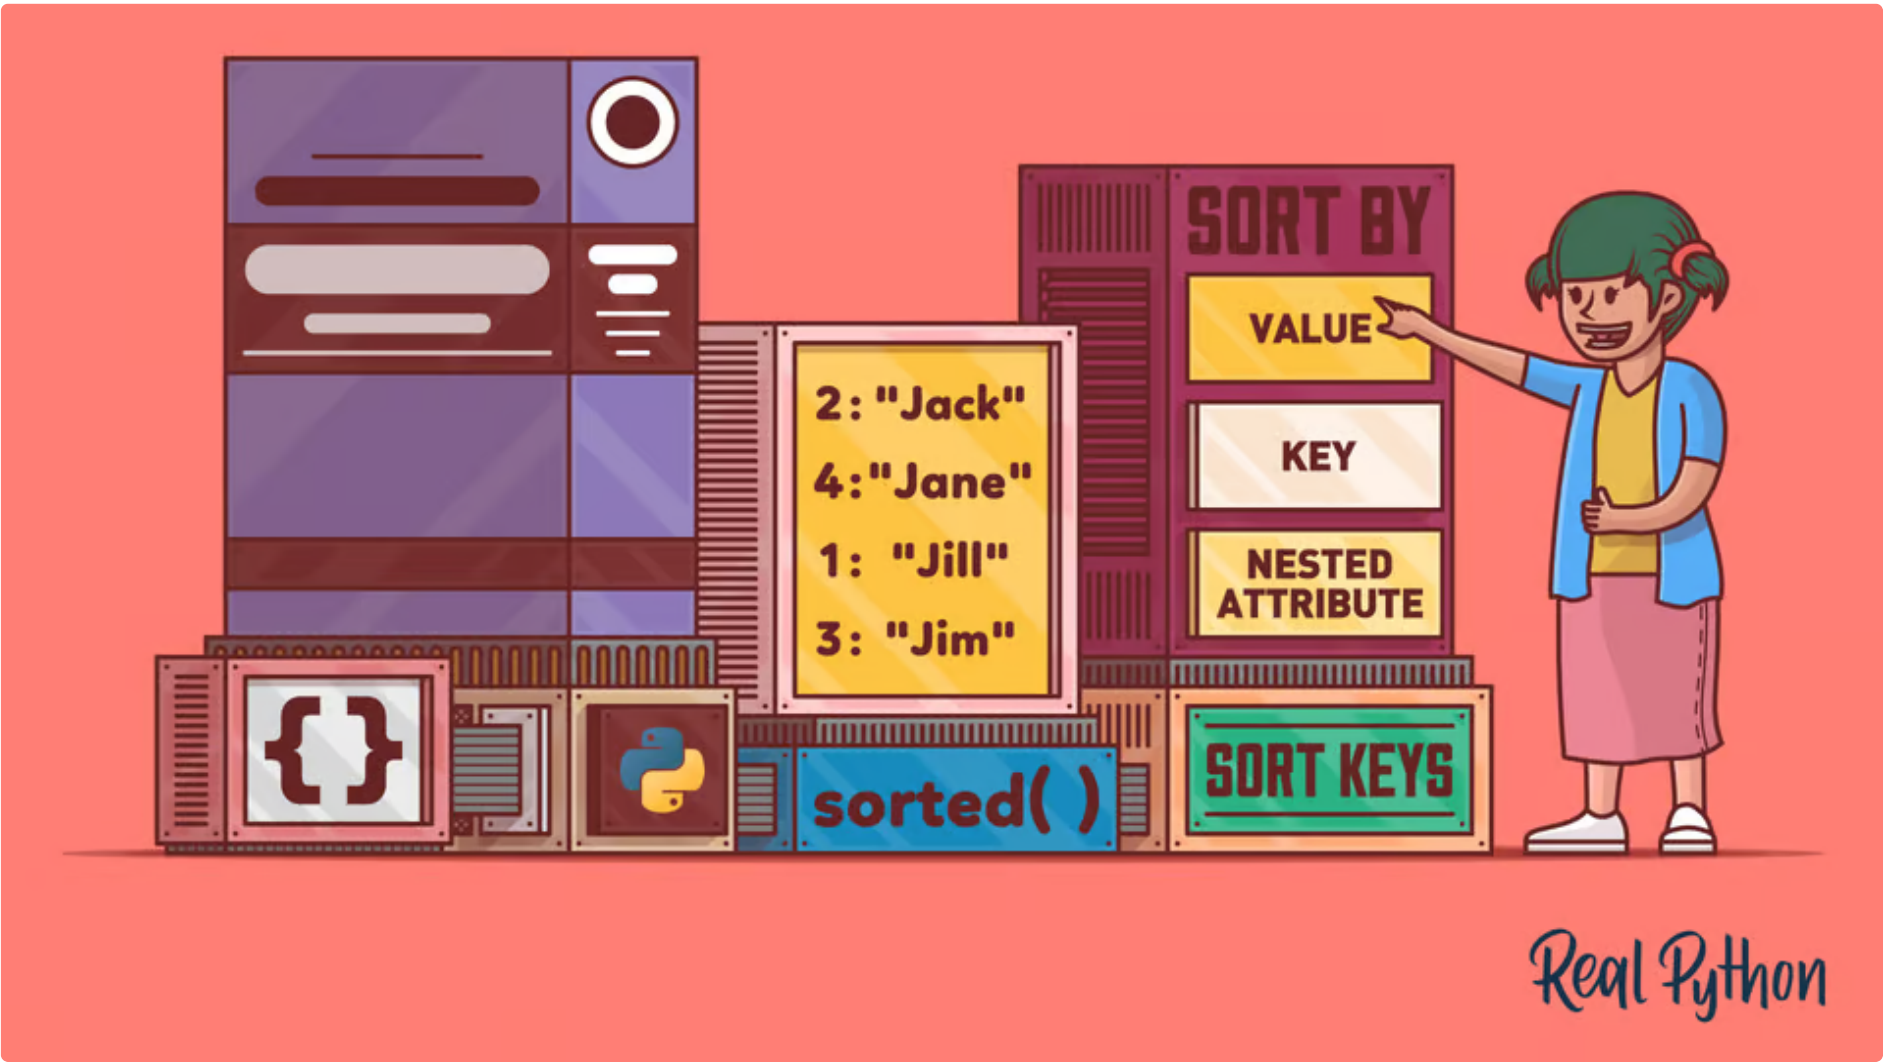 SORT BY
VALUE
KEY
NESTED
ATTRIBUTE
2: "Jack"
4:"Jane"
1: "Jill"
3: "Jim"
{}
sorted( )
SORT KEYS
Real Python